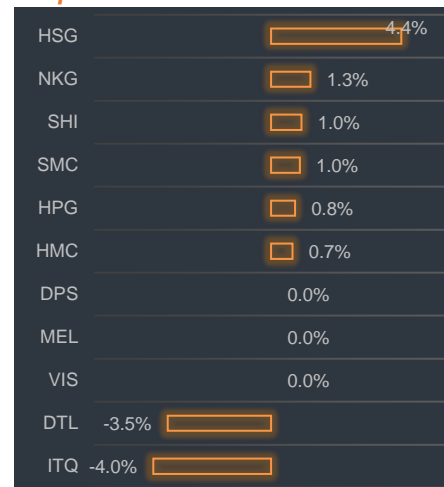 HSG 4.4%
NKG 1.3%
SHI 1.0%
SMC 1.0%
HPG 0.8%
HMC 0.7%
DPS 0.0%
MEL 0.0%
VIS 0.0%
DTL -3.5%
ITQ -4.0%